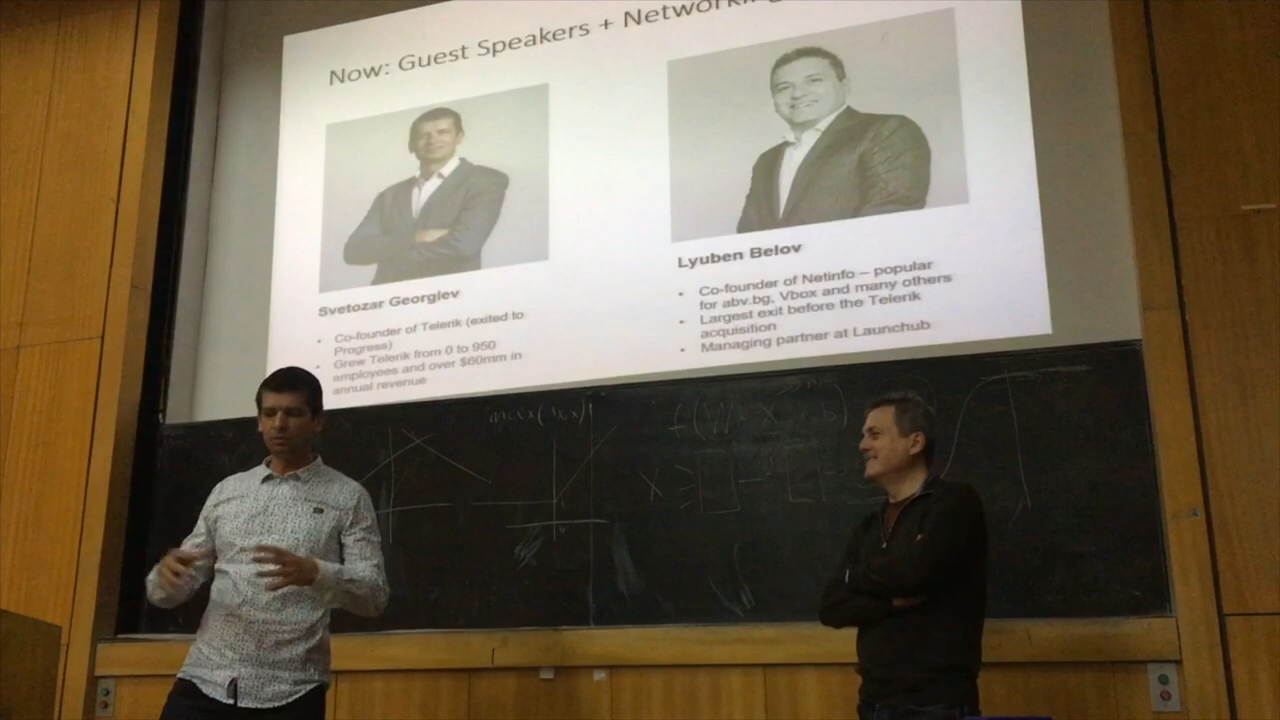 Now: Guest Speakers + Networking
Svetozar Georgiev
• Co-founder of Telerik (exited to
Progress)
• Grew Telerik from 0 to 950
employees and over $60mm in
annual revenue
Lyuben Belov
• Co-founder of Netinfo – popular
for abv.bg, Vbox and many others
• Largest exit before the Telerik
acquisition
• Managing partner at Launchub